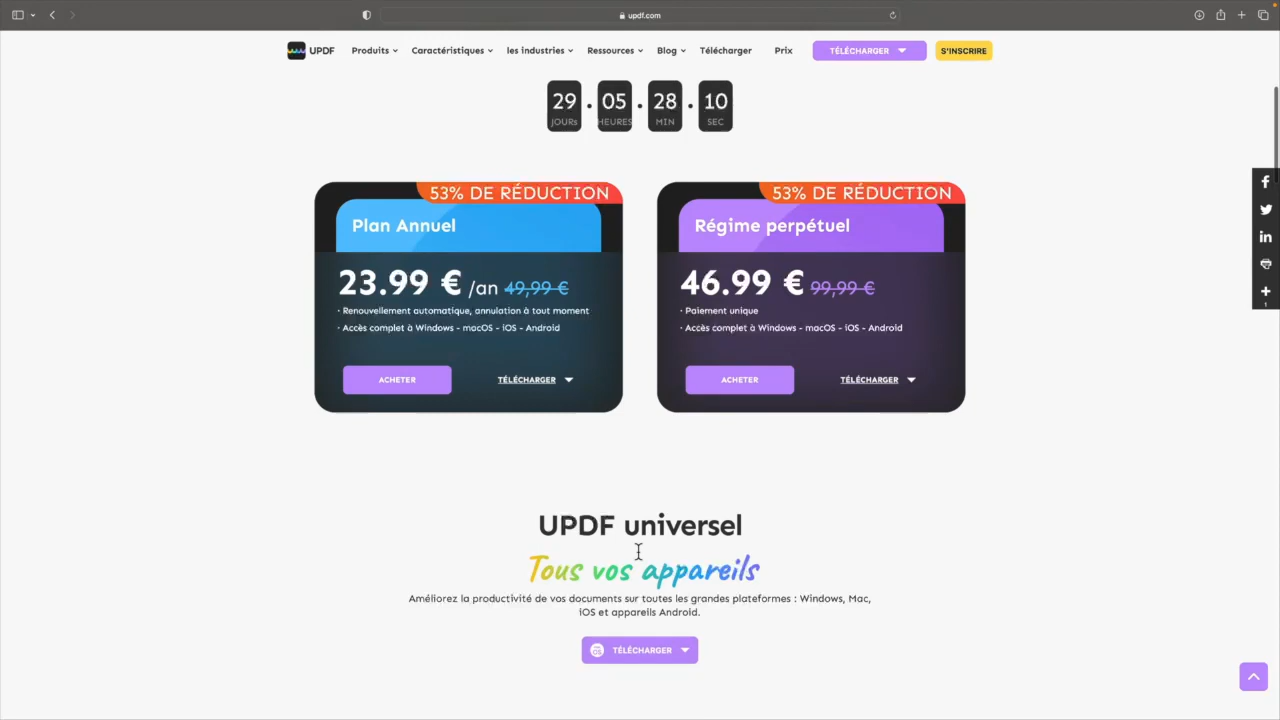 updf.com
UPDF Produits Caractéristiques les industries Ressources Blog Télécharger Prix TÉLÉCHARGER S'INSCRIRE
29 . 05 . 28 . 10
JOURs HEURES MIN SEC
53% DE RÉDUCTION
Plan Annuel
23.99 € /an 49,99 €
· Renouvellement automatique, annulation à tout moment
· Accès complet à Windows - macOS - iOS - Android
ACHETER TÉLÉCHARGER
53% DE RÉDUCTION
Régime perpétuel
46.99 € 99,99 €
· Paiement unique
· Accès complet à Windows - macOS - iOS - Android
ACHETER TÉLÉCHARGER
UPDF universel
Tous vos appareils
Améliorez la productivité de vos documents sur toutes les grandes plateformes : Windows, Mac,
iOS et appareils Android.
TÉLÉCHARGER